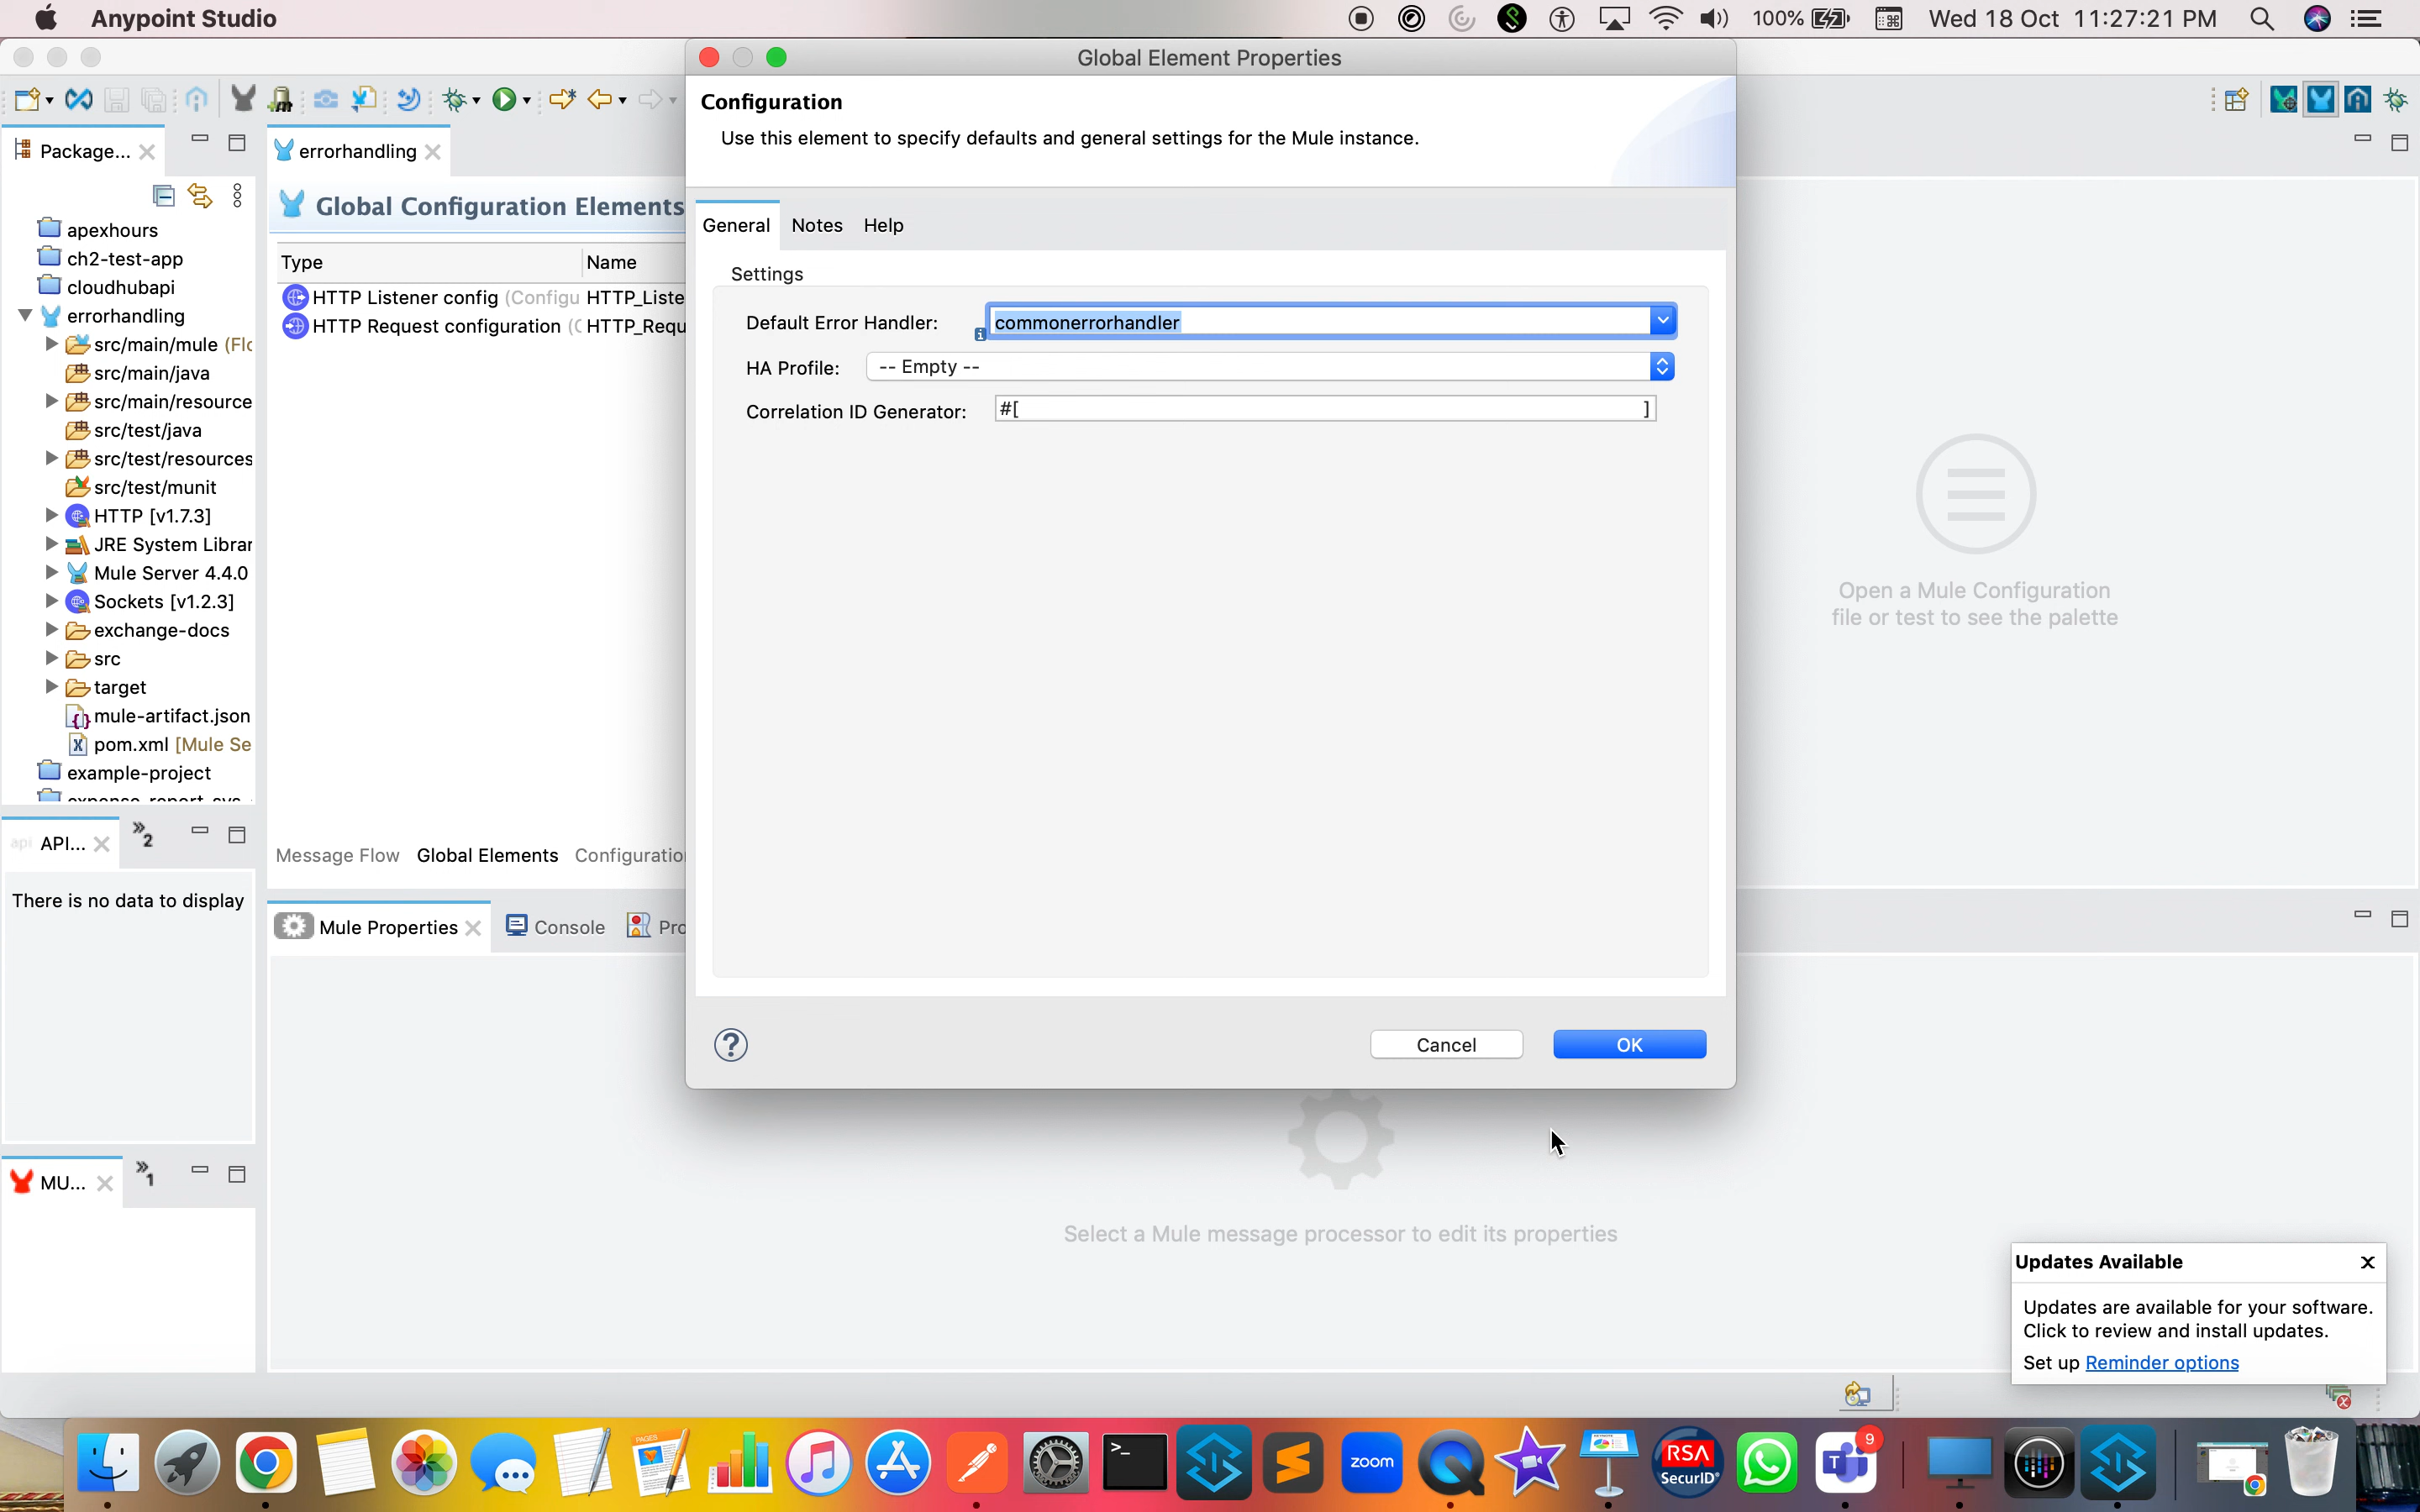 Anypoint Studio
100%
Wed 18 Oct 11:27:21 PM
Global Element Properties
Configuration
Use this element to specify defaults and general settings for the Mule instance.
Package...
errorhandling
General
Notes
Help
Global Configuration Elements
Type
Name
Settings
HTTP Listener config (Configu
HTTP_Liste
HTTP Request configuration (C
HTTP_Requ
Default Error Handler:
commonerrorhandler
HA Profile:
-- Empty --
Correlation ID Generator:
#[
]
apexhours
ch2-test-app
cloudhubapi
errorhandling
src/main/mule (Flo
src/main/java
src/main/resource
src/test/java
src/test/resources
src/test/munit
HTTP [v1.7.3]
JRE System Librar
Mule Server 4.4.0
Sockets [v1.2.3]
exchange-docs
src
target
mule-artifact.json
pom.xml [Mule Se
example-project
Open a Mule Configuration
file or test to see the palette
api API...
»2
Message Flow
Global Elements
Configuratio
There is no data to display
Mule Properties
Console
Pro
Cancel
OK
MU...
»1
Select a Mule message processor to edit its properties
Updates Available
X
Updates are available for your software.
Click to review and install updates.
Set up Reminder options
PAGES
>_
zoom
RSA
SecurID®
T
9